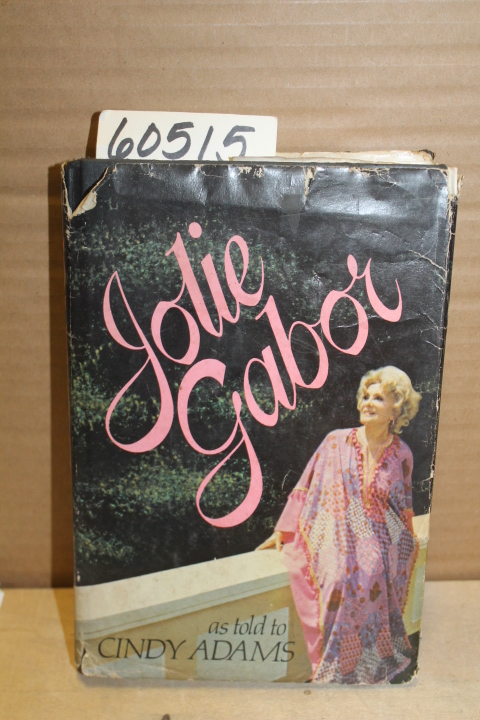 60515
Jolie
Gabor
as told to
CINDY ADAMS